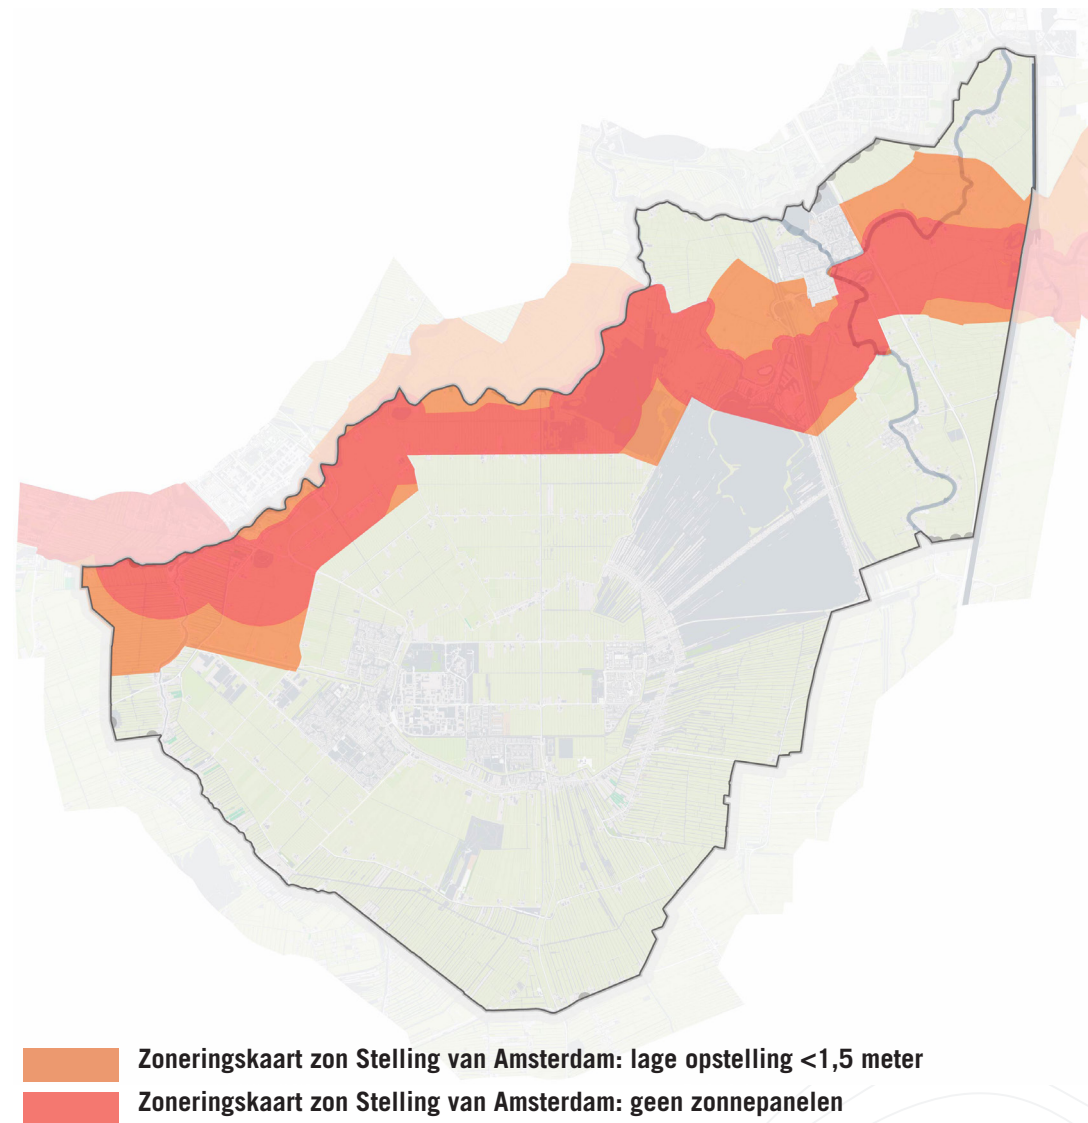 Zoneringskaart zon Stelling van Amsterdam: lage opstelling <1,5 meter
Zoneringskaart zon Stelling van Amsterdam: geen zonnepanelen